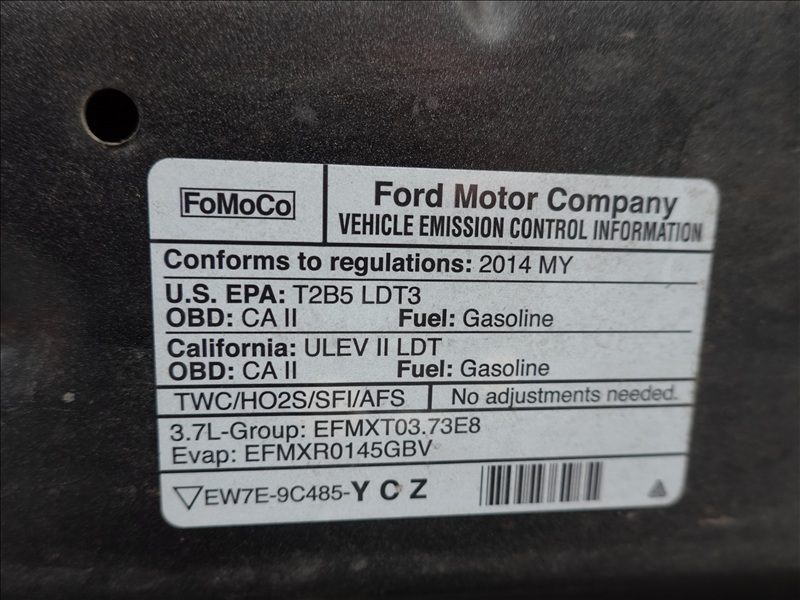 FoMoCo
Ford Motor Company
VEHICLE EMISSION CONTROL INFORMATION
Conforms to regulations: 2014 MY
U.S. EPA: T2B5 LDT3
OBD: CA II Fuel: Gasoline
California: ULEV II LDT
OBD: CA II Fuel: Gasoline
TWC/HO2S/SFI/AFS No adjustments needed.
3.7L-Group: EFMXT03.73E8
Evap: EFMXR0145GBV
EW7E-9C485-Y C Z